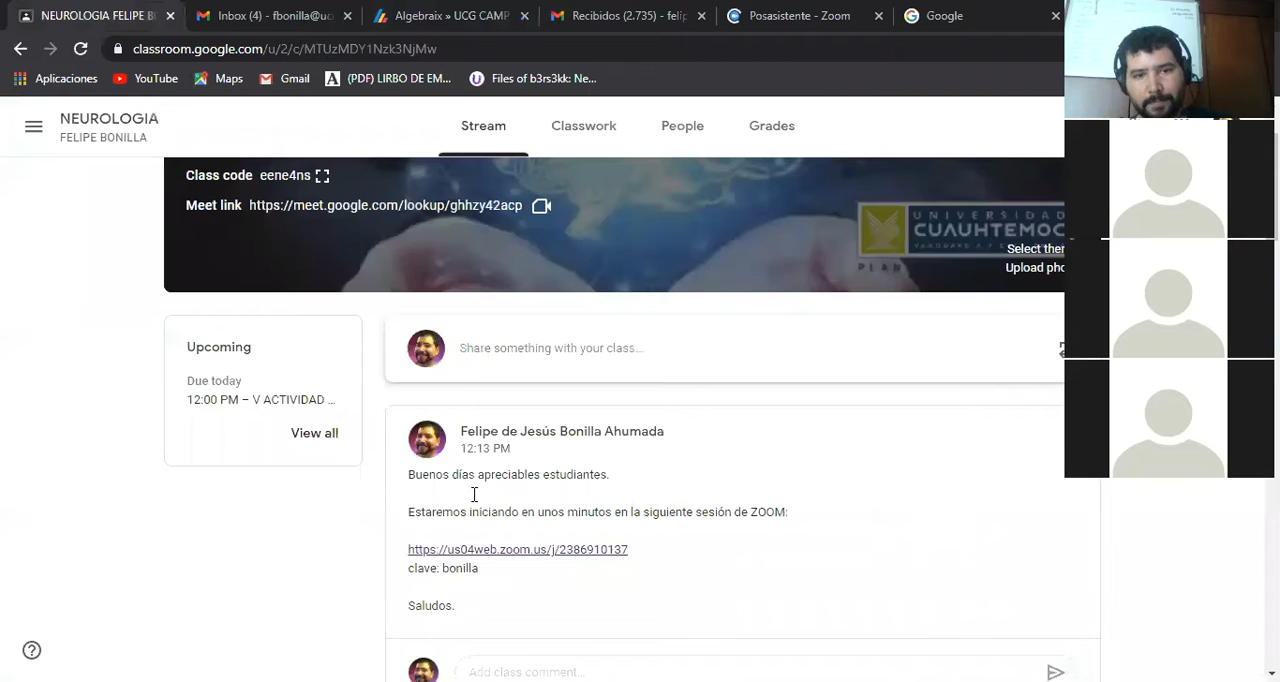 NEUROLOGIA FELIPE B
Inbox (4) - fbonilla@uc
Algebraix » UCG CAMP
Recibidos (2.735) - felip
Posasistente - Zoom
Google
classroom.google.com/u/2/c/MTUzMDY1Nzk3NjMw
Aplicaciones
YouTube
Maps
Gmail
(PDF) LIRBO DE EM...
Files of b3rs3kk: Ne...
NEUROLOGIA
FELIPE BONILLA
Stream
Classwork
People
Grades
Class code eene4ns
Meet link https://meet.google.com/lookup/ghhzy42acp
UNIVERSIDAD
CUAUHTEMOC
PLAN
Select ther
Upload pho
Upcoming
Due today
12:00 PM – V ACTIVIDAD ...
View all
Share something with your class...
Felipe de Jesús Bonilla Ahumada
12:13 PM
Buenos días apreciables estudiantes.
Estaremos iniciando en unos minutos en la siguiente sesión de ZOOM:
https://us04web.zoom.us/j/2386910137
clave: bonilla
Saludos.
Add class comment...